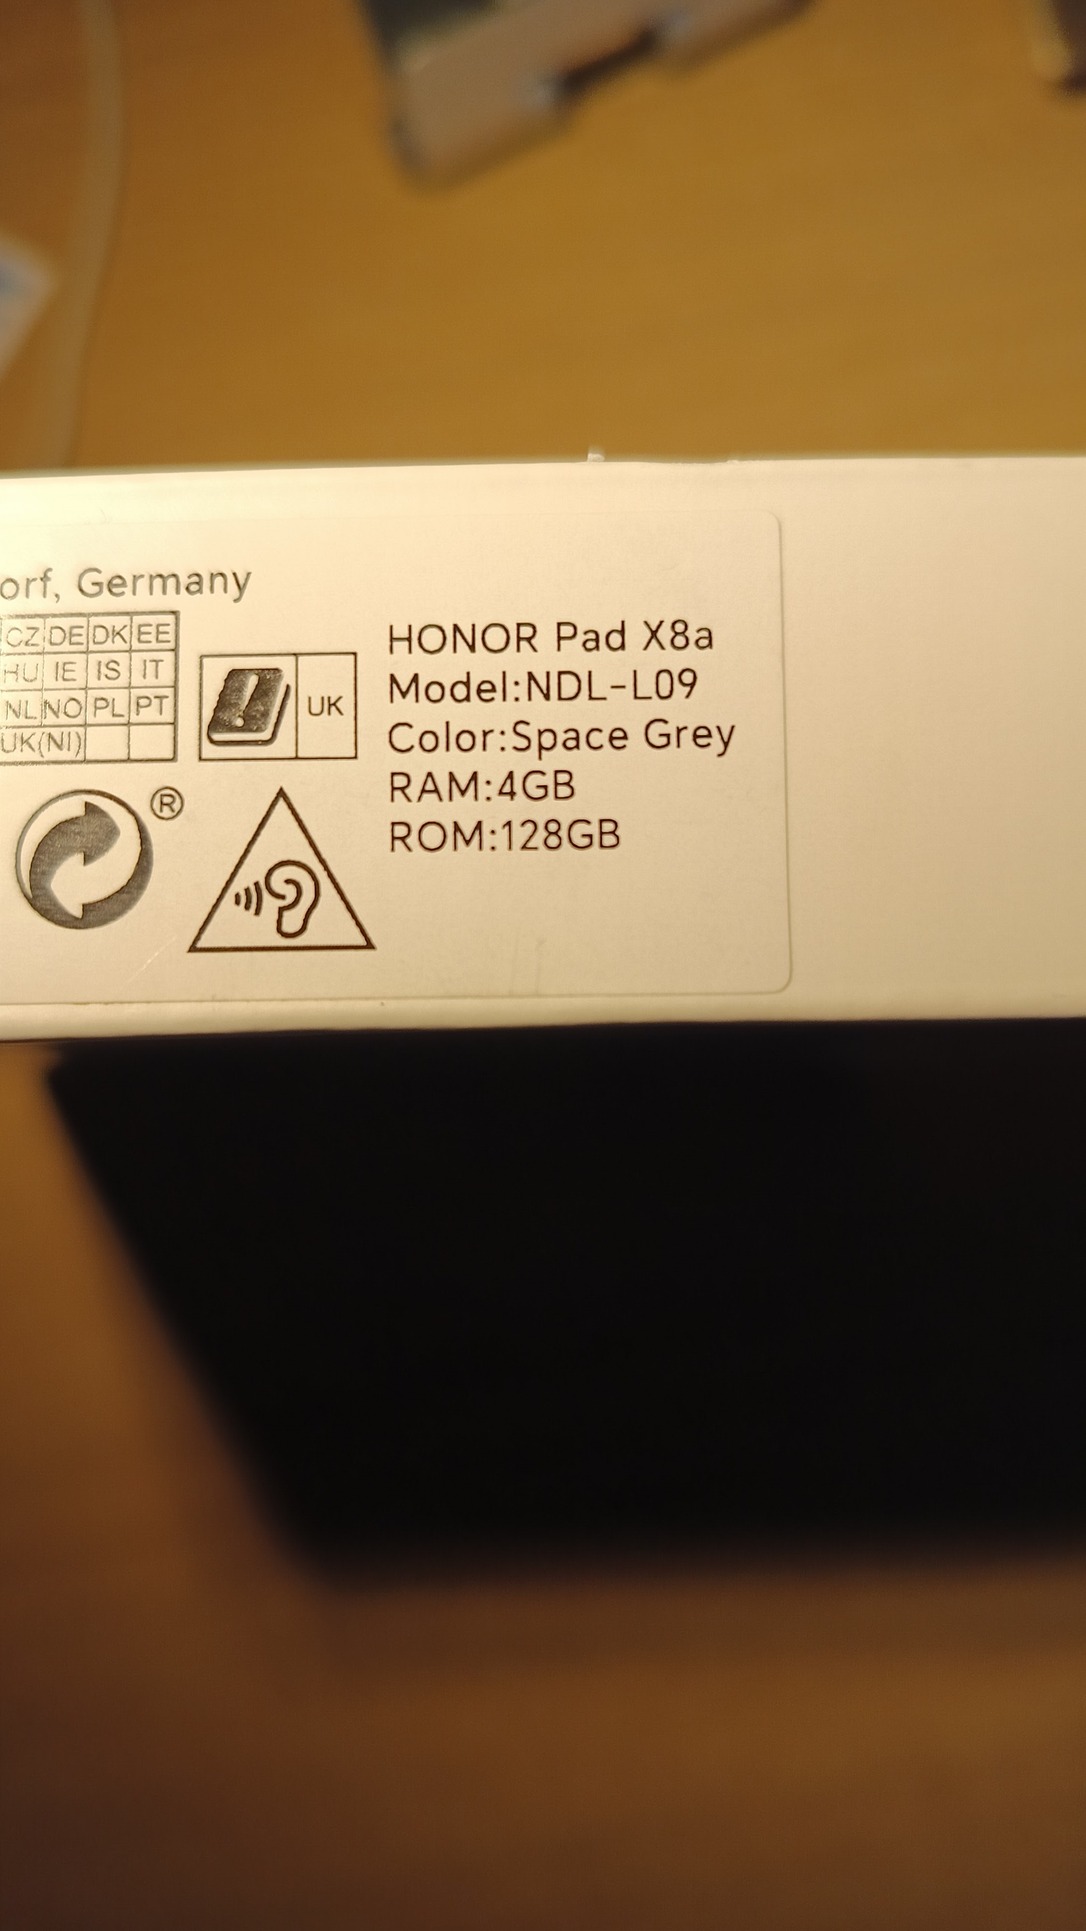 Germany
CZ DE DK EE
HU IE IS IT
NL NO PL PT
UK(NI)
UK
®
HONOR Pad X8a
Model:NDL-L09
Color:Space Grey
RAM:4GB
ROM:128GB